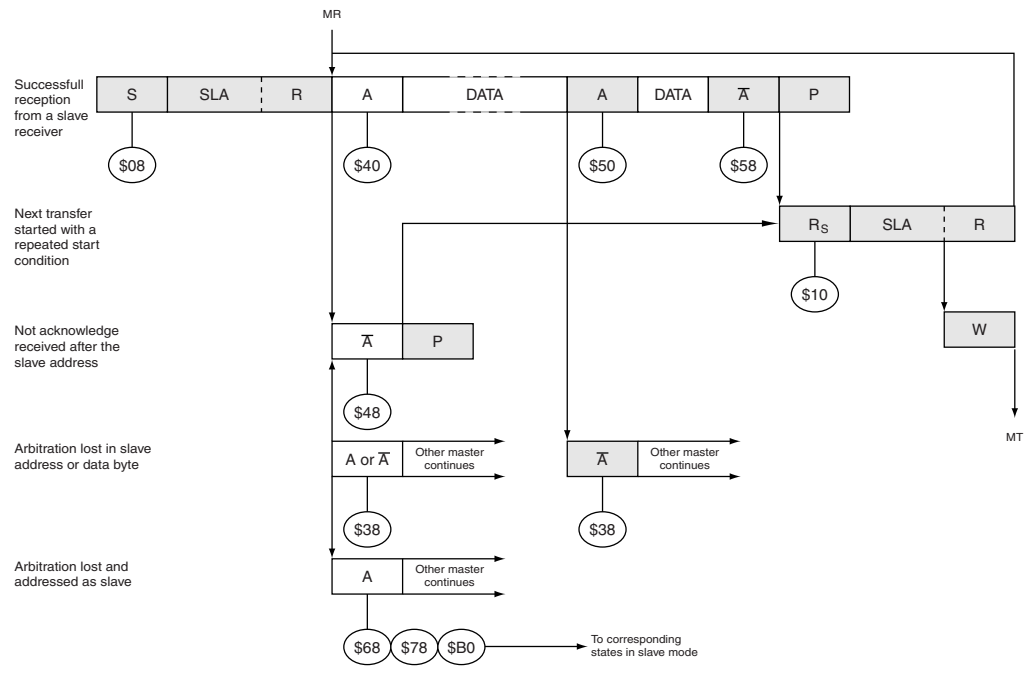 MR
Successfull
reception
from a slave
receiver
S SLA R A DATA A DATA A̅ P
$08 $40 $50 $58
Next transfer
started with a
repeated start
condition
RS SLA R
$10
Not acknowledge
received after the
slave address
A̅ P
W
$48
MT
Arbitration lost in slave
address or data byte
A or A̅
Other master
continues
A̅
Other master
continues
$38 $38
Arbitration lost and
addressed as slave
A
Other master
continues
$68 $78 $B0
To corresponding
states in slave mode